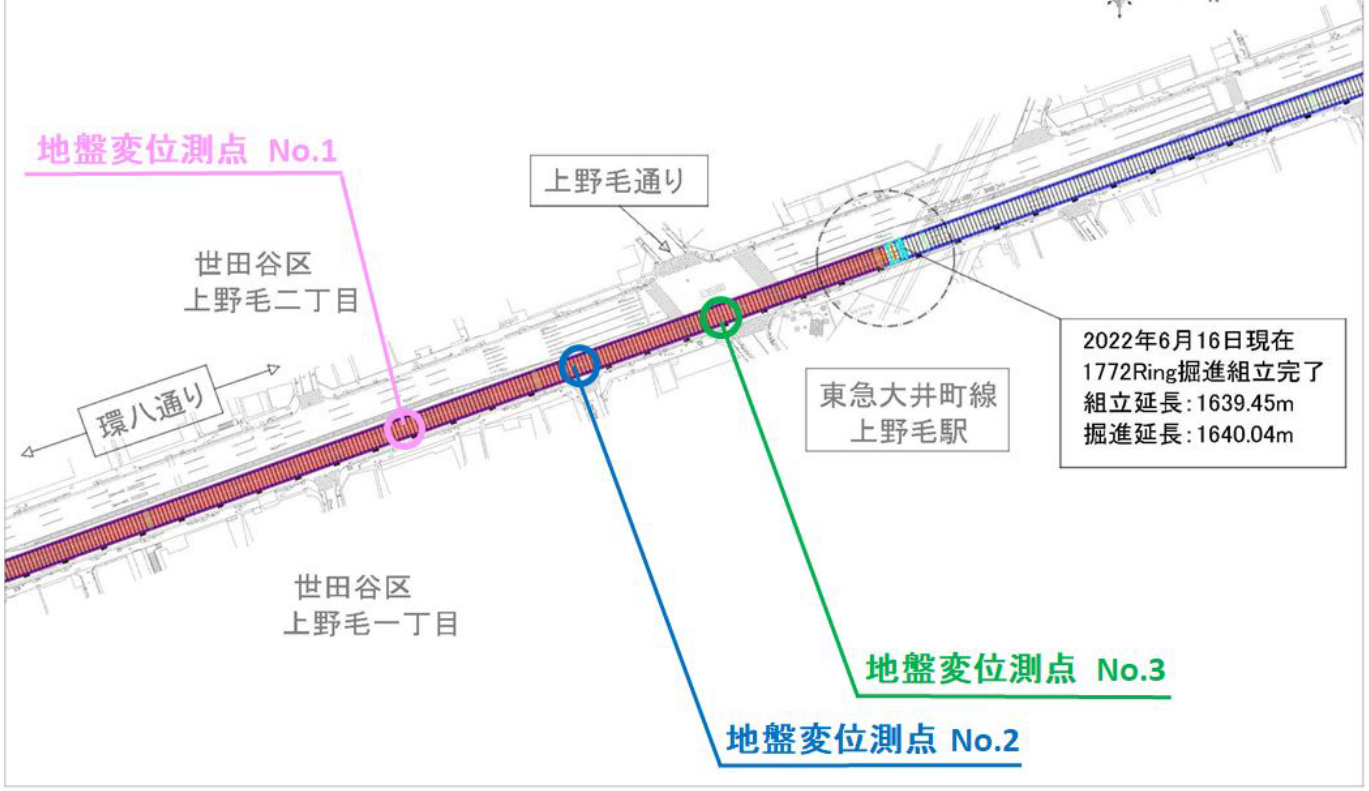 地盤変位測点 No.1
上野毛通り
世田谷区
上野毛二丁目
環八通り
2022年6月16日現在
1772Ring掘進組立完了
組立延長:1639.45m
掘進延長:1640.04m
東急大井町線
上野毛駅
世田谷区
上野毛一丁目
地盤変位測点 No.3
地盤変位測点 No.2